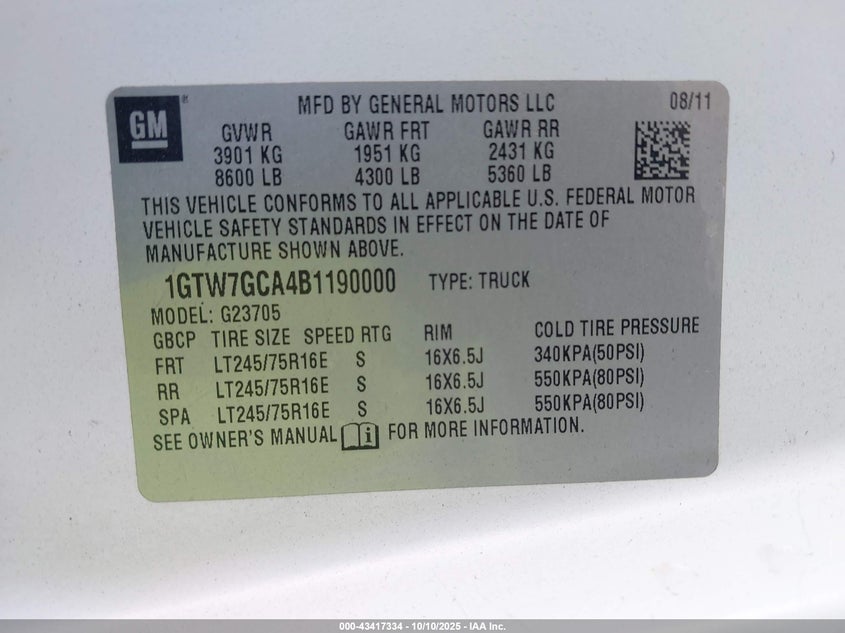 GM ®
MFD BY GENERAL MOTORS LLC 08/11
GVWR GAWR FRT GAWR RR
3901 KG 1951 KG 2431 KG
8600 LB 4300 LB 5360 LB
THIS VEHICLE CONFORMS TO ALL APPLICABLE U.S. FEDERAL MOTOR
VEHICLE SAFETY STANDARDS IN EFFECT ON THE DATE OF
MANUFACTURE SHOWN ABOVE.
1GTW7GCA4B1190000 TYPE: TRUCK
MODEL: G23705
GBCP TIRE SIZE SPEED RTG RIM COLD TIRE PRESSURE
FRT LT245/75R16E S 16X6.5J 340KPA(50PSI)
RR LT245/75R16E S 16X6.5J 550KPA(80PSI)
SPA LT245/75R16E S 16X6.5J 550KPA(80PSI)
SEE OWNER'S MANUAL i FOR MORE INFORMATION.
000-43417334 - 10/10/2025 - IAA Inc.